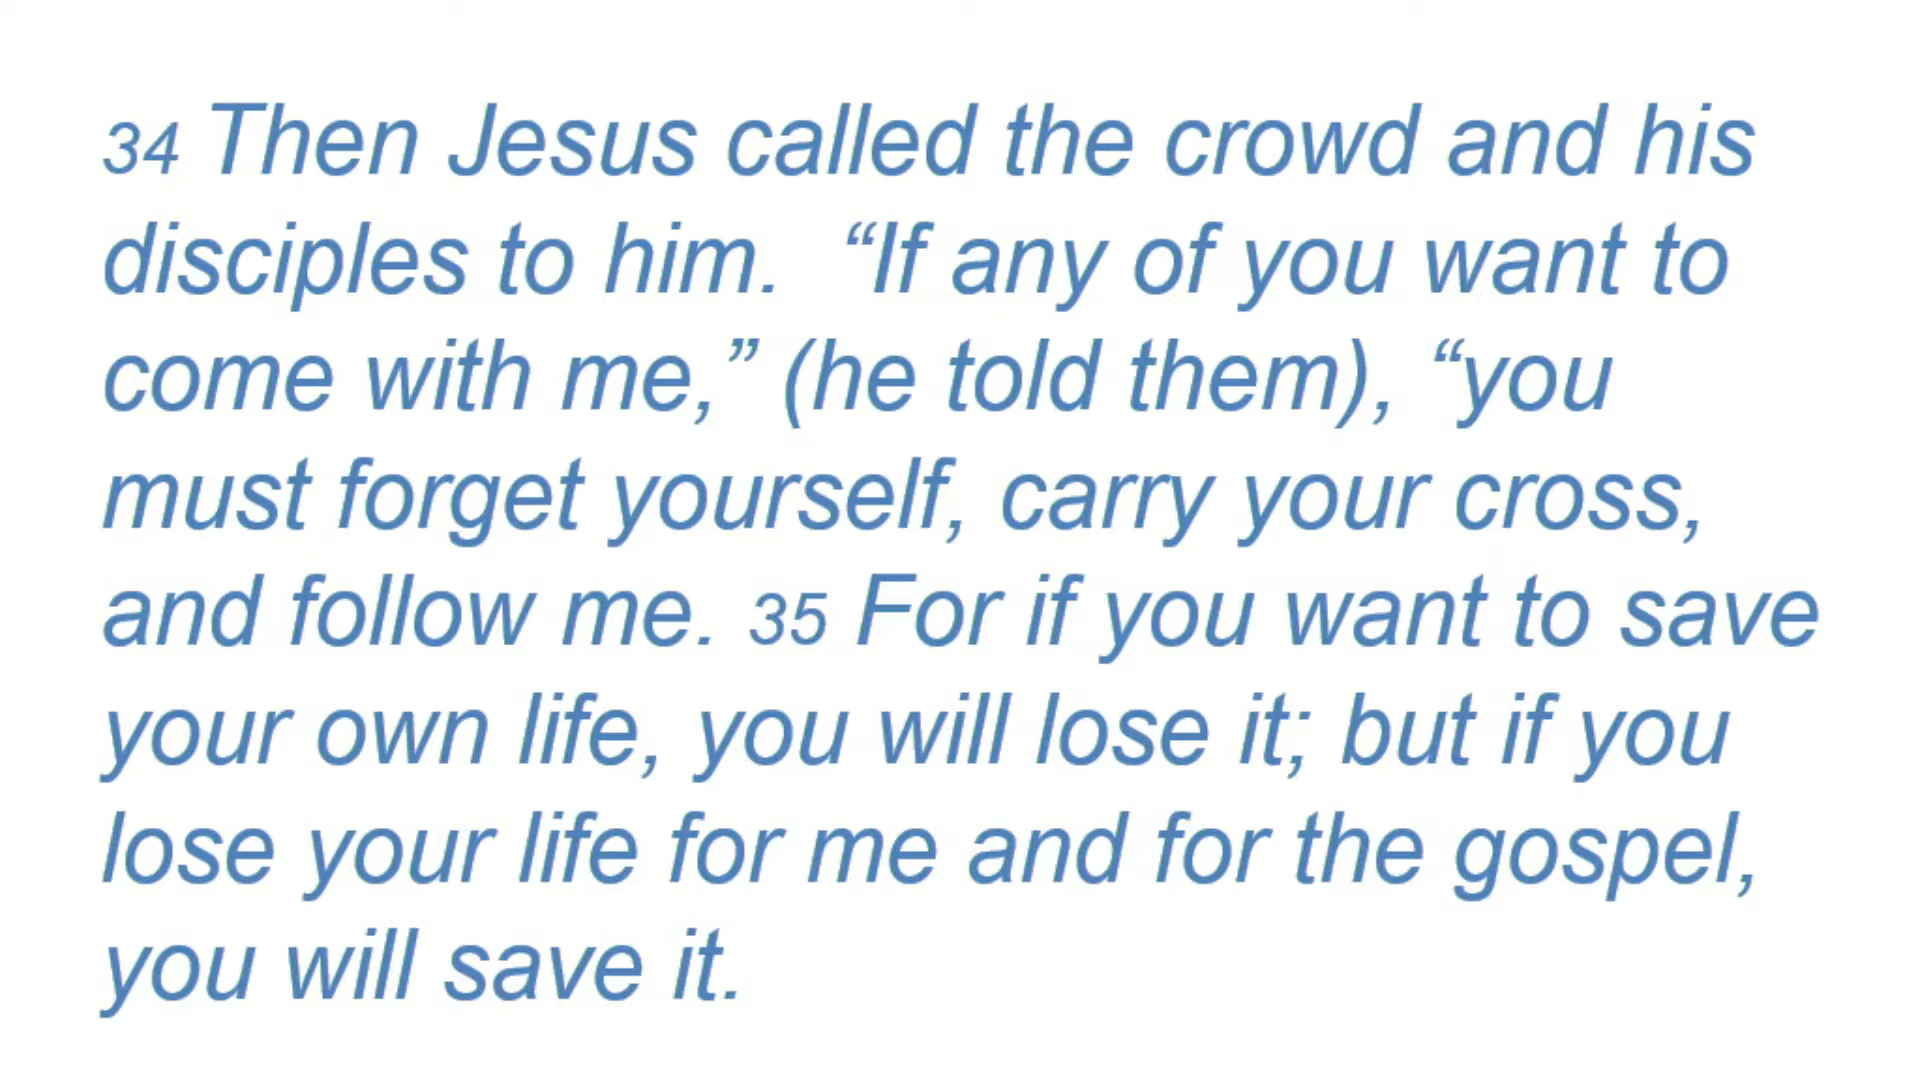 34 Then Jesus called the crowd and his
disciples to him.  “If any of you want to
come with me,” (he told them), “you
must forget yourself, carry your cross,
and follow me. 35 For if you want to save
your own life, you will lose it; but if you
lose your life for me and for the gospel,
you will save it.